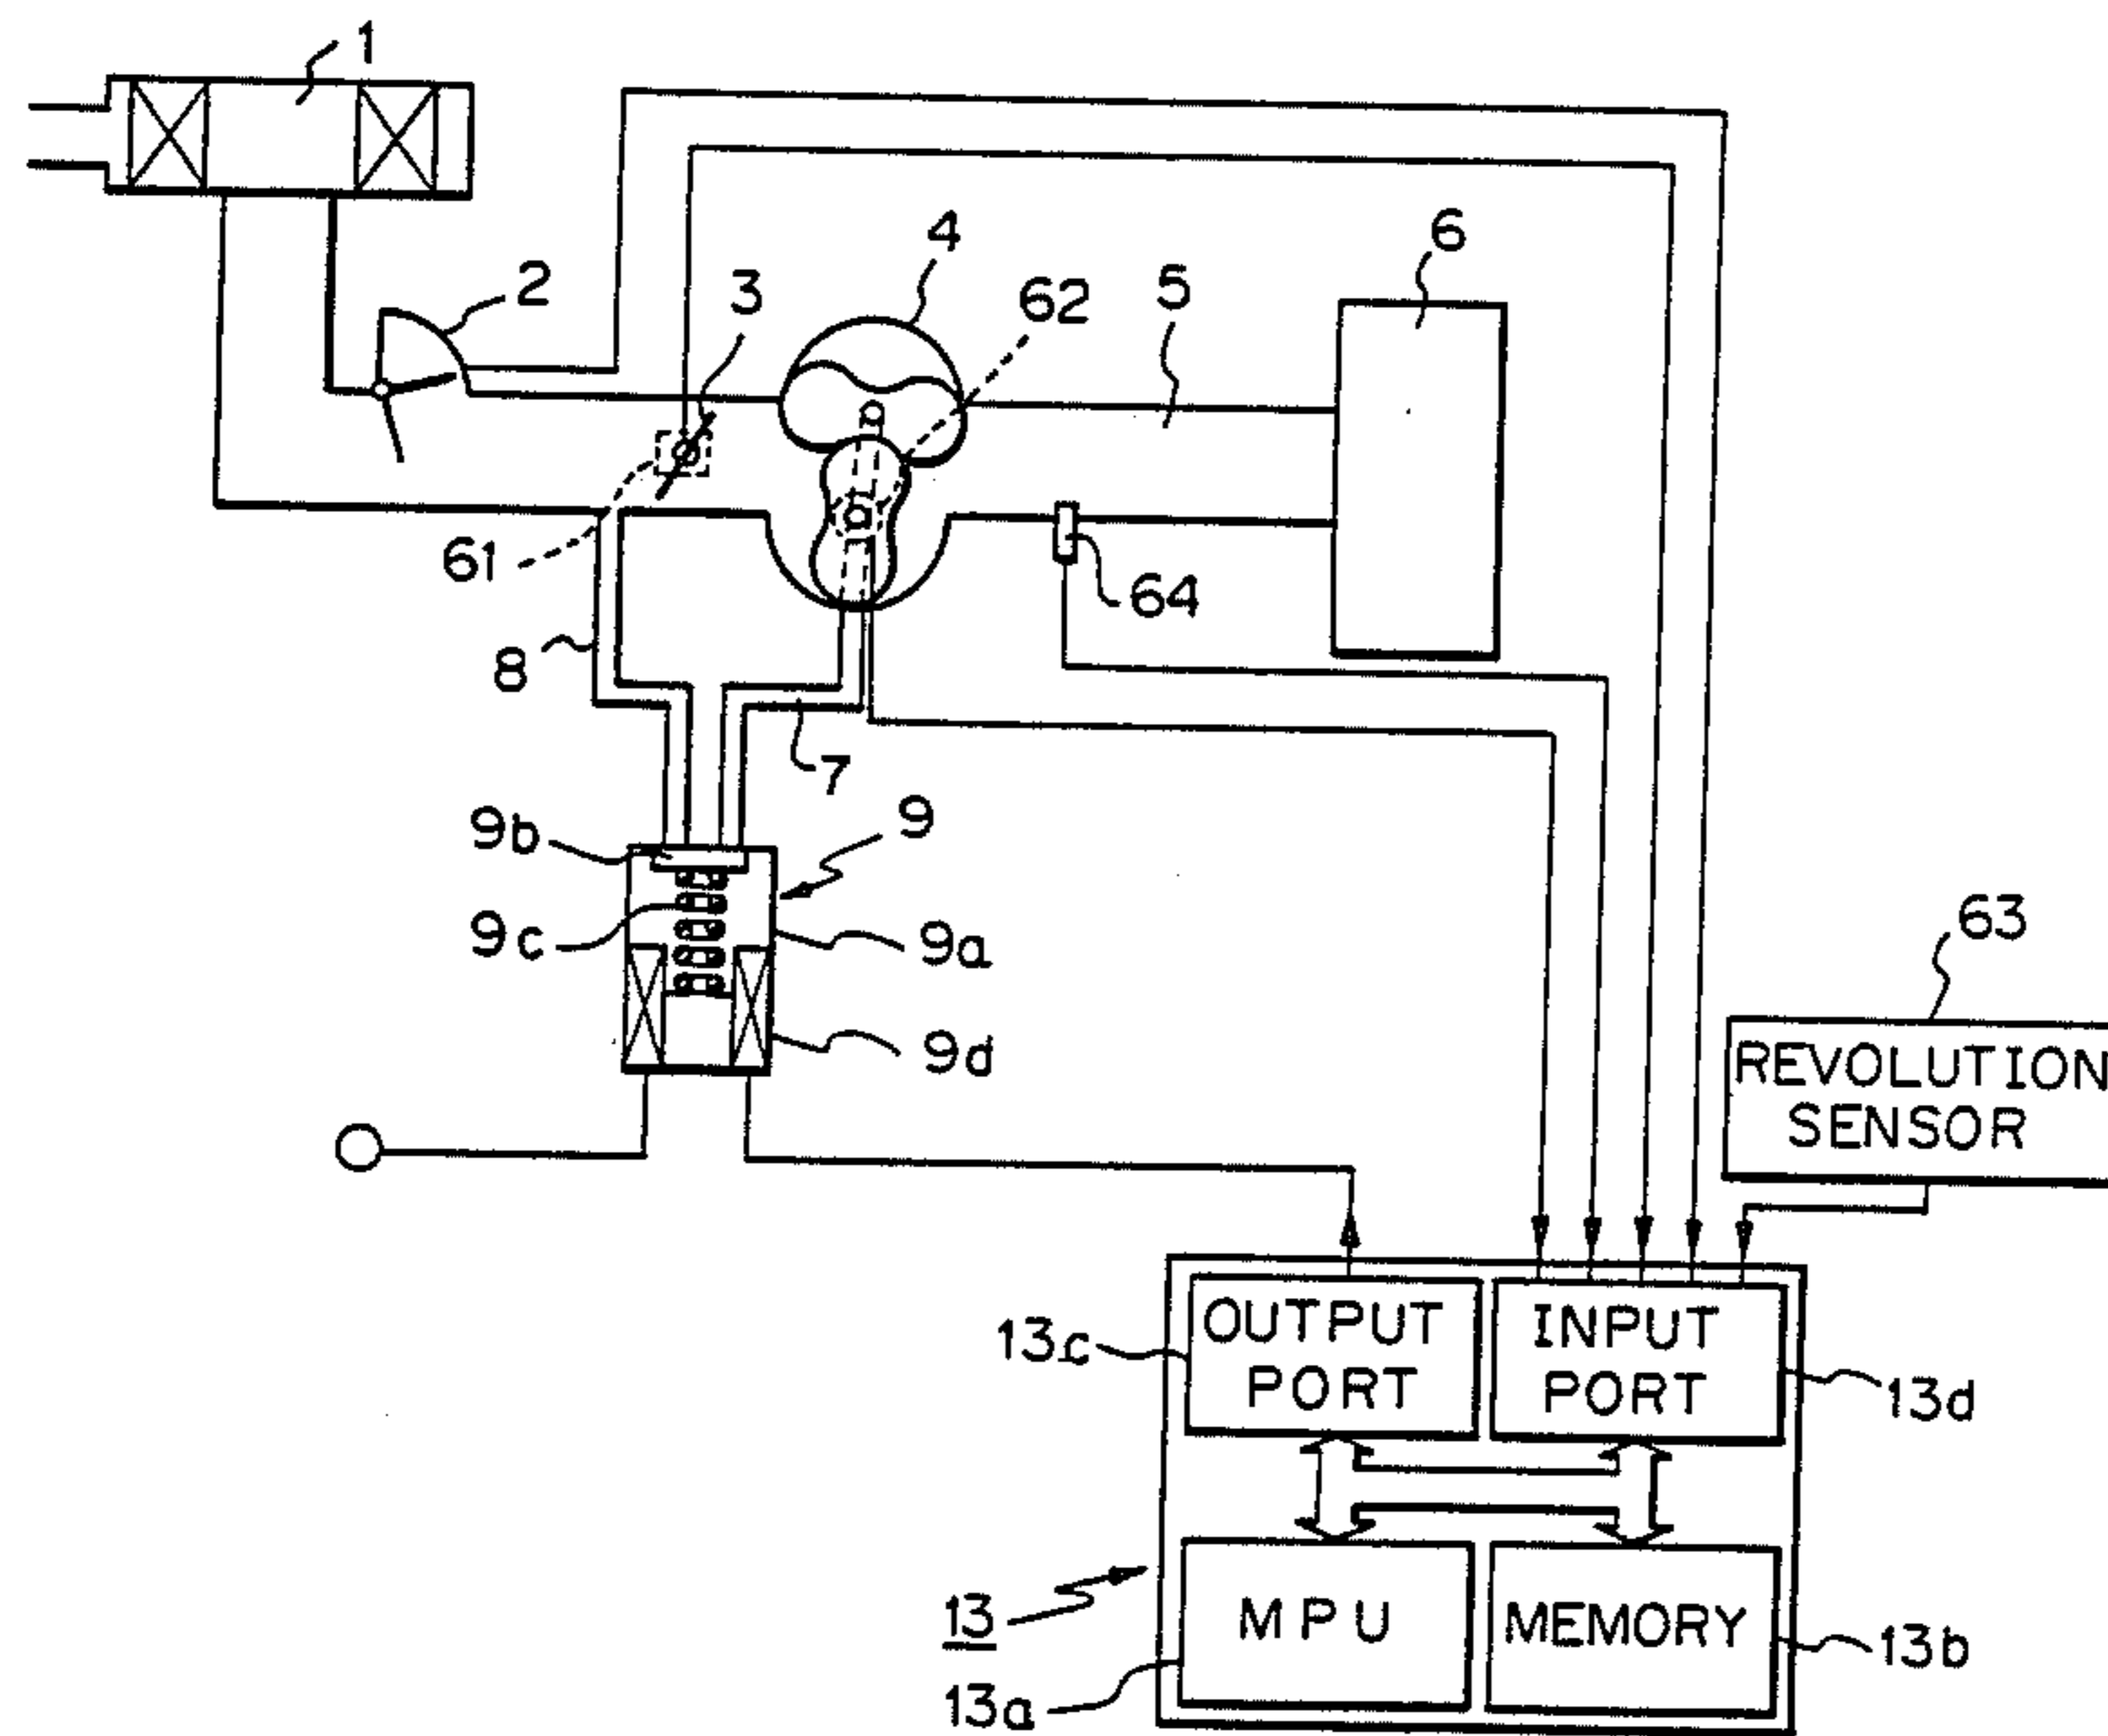 1
2
3
4
62
5
6
61
64
8
7
9b
9
9c
9a
9d
63
REVOLUTION
SENSOR
13c
OUTPUT
PORT
INPUT
PORT
13d
13
MPU
MEMORY
13a
13b